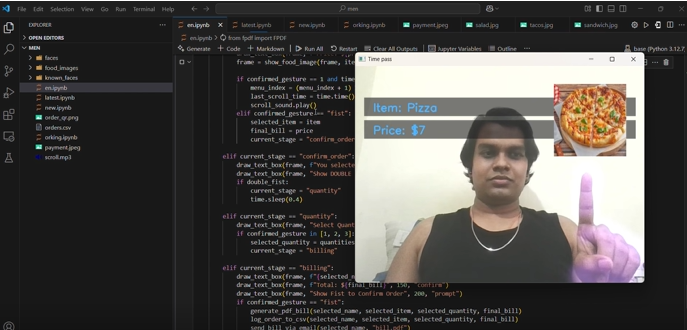 File Edit Selection View Go Run Terminal Help
men
EXPLORER
OPEN EDITORS
MEN
faces
food_images
known_faces
en.ipynb
latest.ipynb
new.ipynb
order_qr.png
orders.csv
orking.ipynb
payment.jpeg
scroll.mp3
en.ipynb
latest.ipynb
new.ipynb
orking.ipynb
payment.jpeg
salad.jpg
tacos.jpg
sandwich.jpg
en.ipynb > from fpdf import FPDF
Generate + Code + Markdown Run All Restart Clear All Outputs Jupyter Variables Outline ...
base (Python 3.12.7)
frame = show_food_image(frame, ite
if confirmed_gesture == 1 and time
menu_index = (menu_index + 1)
last_scroll_time = time.time()
scroll_sound.play()
elif confirmed_gesture == "fist":
selected_item = item
final_bill = price
current_stage = "confirm_order
elif current_stage == "confirm_order":
draw_text_box(frame, f"You selecte
draw_text_box(frame, "Show DOUBLE
if double_fist:
current_stage = "quantity"
time.sleep(0.4)
elif current_stage == "quantity":
draw_text_box(frame, "Select Quant
if confirmed_gesture in [1, 2, 3]:
selected_quantity = quantities
current_stage = "billing"
elif current_stage == "billing":
draw_text_box(frame, f"{selected_n
draw_text_box(frame, f"Total: ${final_bill}", 150, "confirm")
draw_text_box(frame, "Show Fist to Confirm Order", 200, "prompt")
if confirmed_gesture == "fist":
generate_pdf_bill(selected_name, selected_item, selected_quantity, final_bill)
log_order_to_csv(selected_name, selected_item, selected_quantity, final_bill)
send_bill_via_email(selected_name, "bill.pdf")
Time pass
Item: Pizza
Price: $7